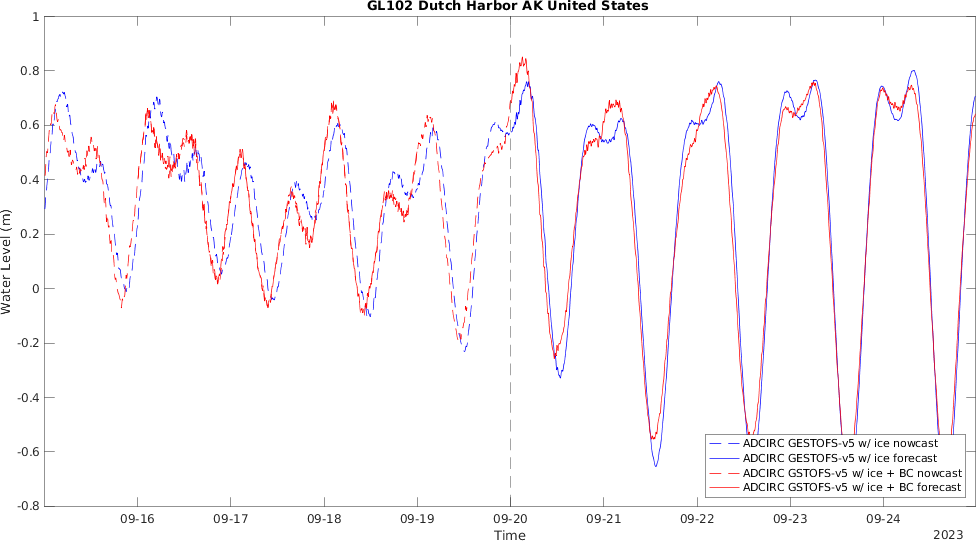 GL102 Dutch Harbor AK United States
1
0.8
0.6
0.4
0.2
0
-0.2
-0.4
-0.6
-0.8
Water Level (m)
09-16 09-17 09-18 09-19 09-20 09-21 09-22 09-23 09-24
Time
2023
ADCIRC GESTOFS-v5 w/ ice nowcast
ADCIRC GESTOFS-v5 w/ ice forecast
ADCIRC GSTOFS-v5 w/ ice + BC nowcast
ADCIRC GSTOFS-v5 w/ ice + BC forecast